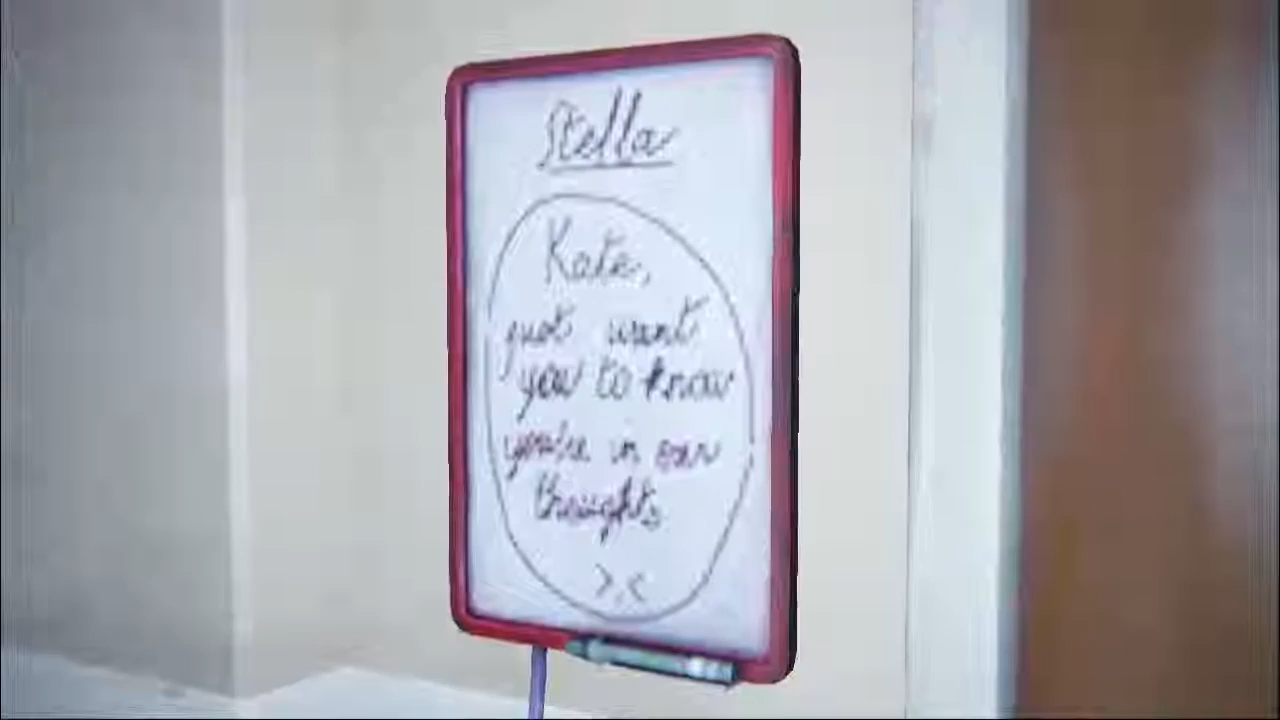 Stella
Kate,
just want
you to know
you're in our
thoughts